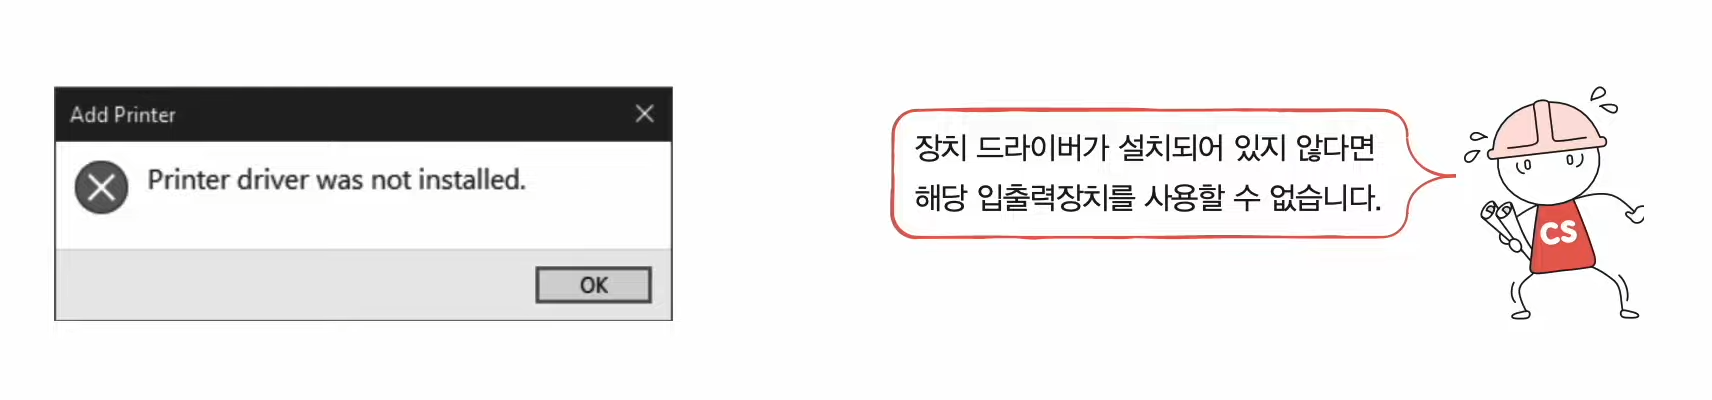 Add Printer
Printer driver was not installed.
OK
장치 드라이버가 설치되어 있지 않다면
해당 입출력장치를 사용할 수 없습니다.
CS